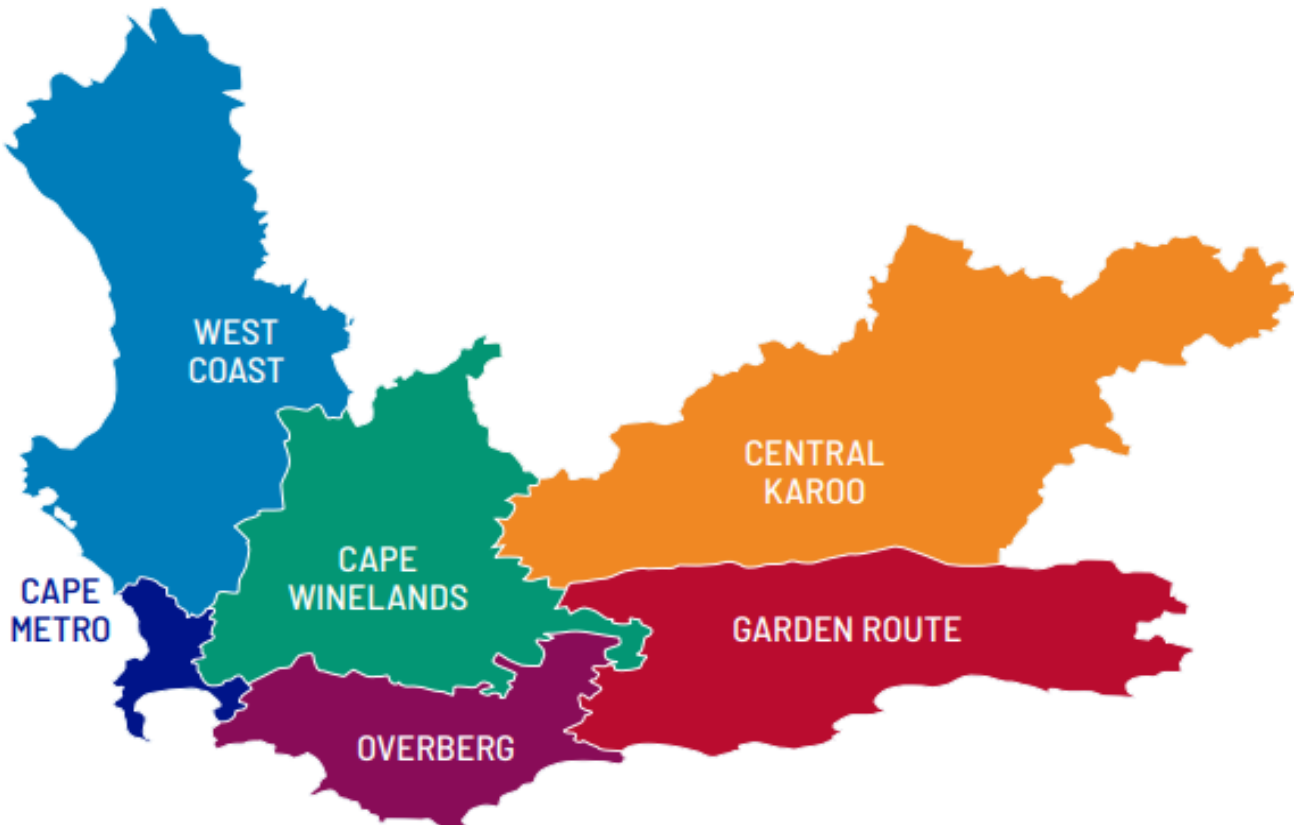 WEST
COAST
CENTRAL
KAROO
CAPE
WINELANDS
CAPE
METRO
GARDEN ROUTE
OVERBERG